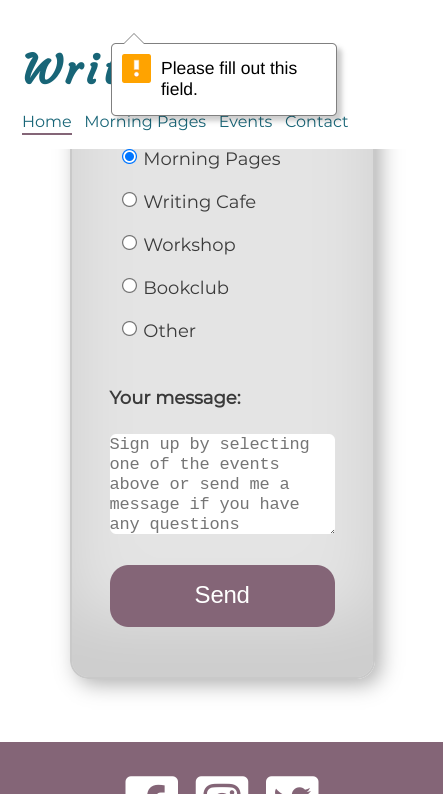 Please fill out this
field.
Home Morning Pages Events Contact
Morning Pages
Writing Cafe
Workshop
Bookclub
Other
Your message:
Sign up by selecting
one of the events
above or send me a
message if you have
any questions
Send